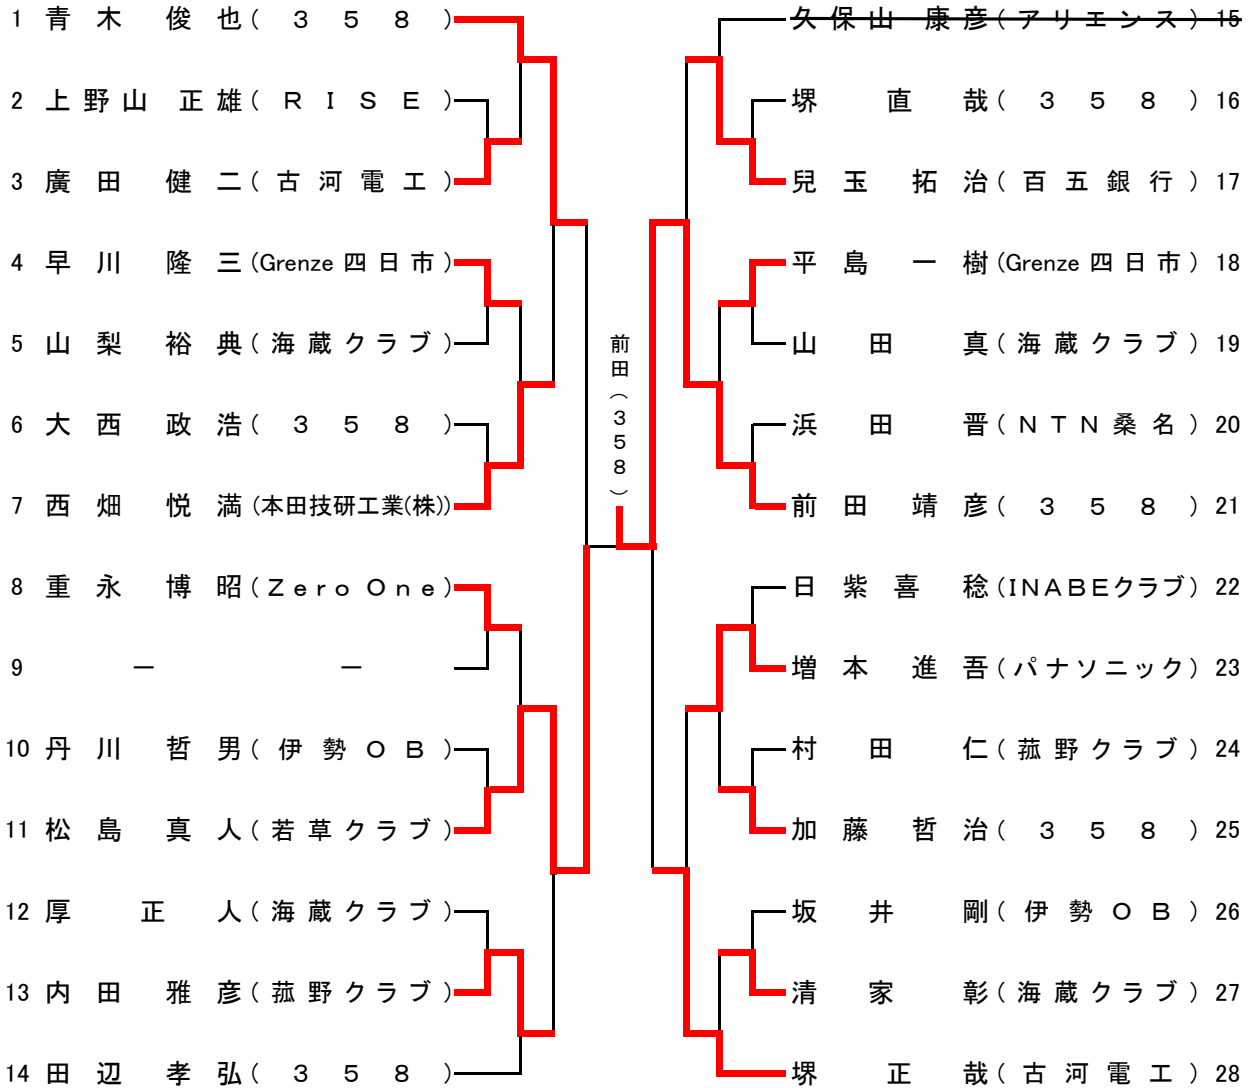 1 青木 俊也(358)
2 上野山 正雄(RISE)
3 廣田 健二(古河電工)
4 早川 隆三(Grenze 四日市)
5 山梨 裕典(海蔵クラブ)
6 大西 政浩(358)
7 西畑 悦満(本田技研工業(株))
8 重永 博昭(Zero One)
9 － －
10 丹川 哲男(伊勢OB)
11 松島 真人(若草クラブ)
12 厚 正人(海蔵クラブ)
13 内田 雅彦(菰野クラブ)
14 田辺 孝弘(358)
前田(358)
久保山 康彦(アリエンス) 15
堺 直哉(358) 16
兒玉 拓治(百五銀行) 17
平島 一樹(Grenze 四日市) 18
山田 真(海蔵クラブ) 19
浜田 晋(NTN桑名) 20
前田 靖彦(358) 21
日紫喜 稔(INABEクラブ) 22
増本 進吾(パナソニック) 23
村田 仁(菰野クラブ) 24
加藤 哲治(358) 25
坂井 剛(伊勢OB) 26
清家 彰(海蔵クラブ) 27
堺 正哉(古河電工) 28